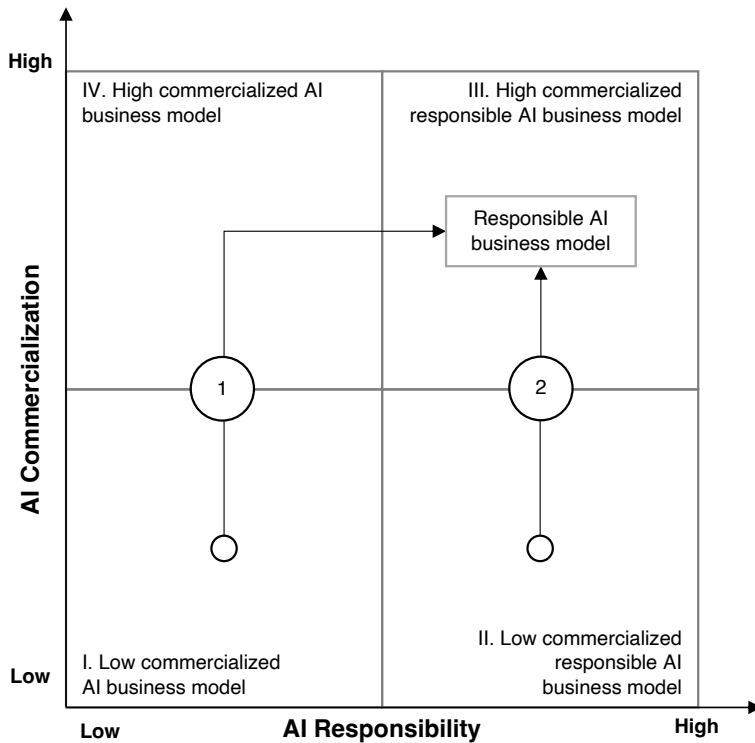 High
IV. High commercialized AI
business model
III. High commercialized
responsible AI business model
Responsible AI
business model
AI Commercialization
1
2
I. Low commercialized
AI business model
II. Low commercialized
responsible AI
business model
Low
Low
AI Responsibility
High